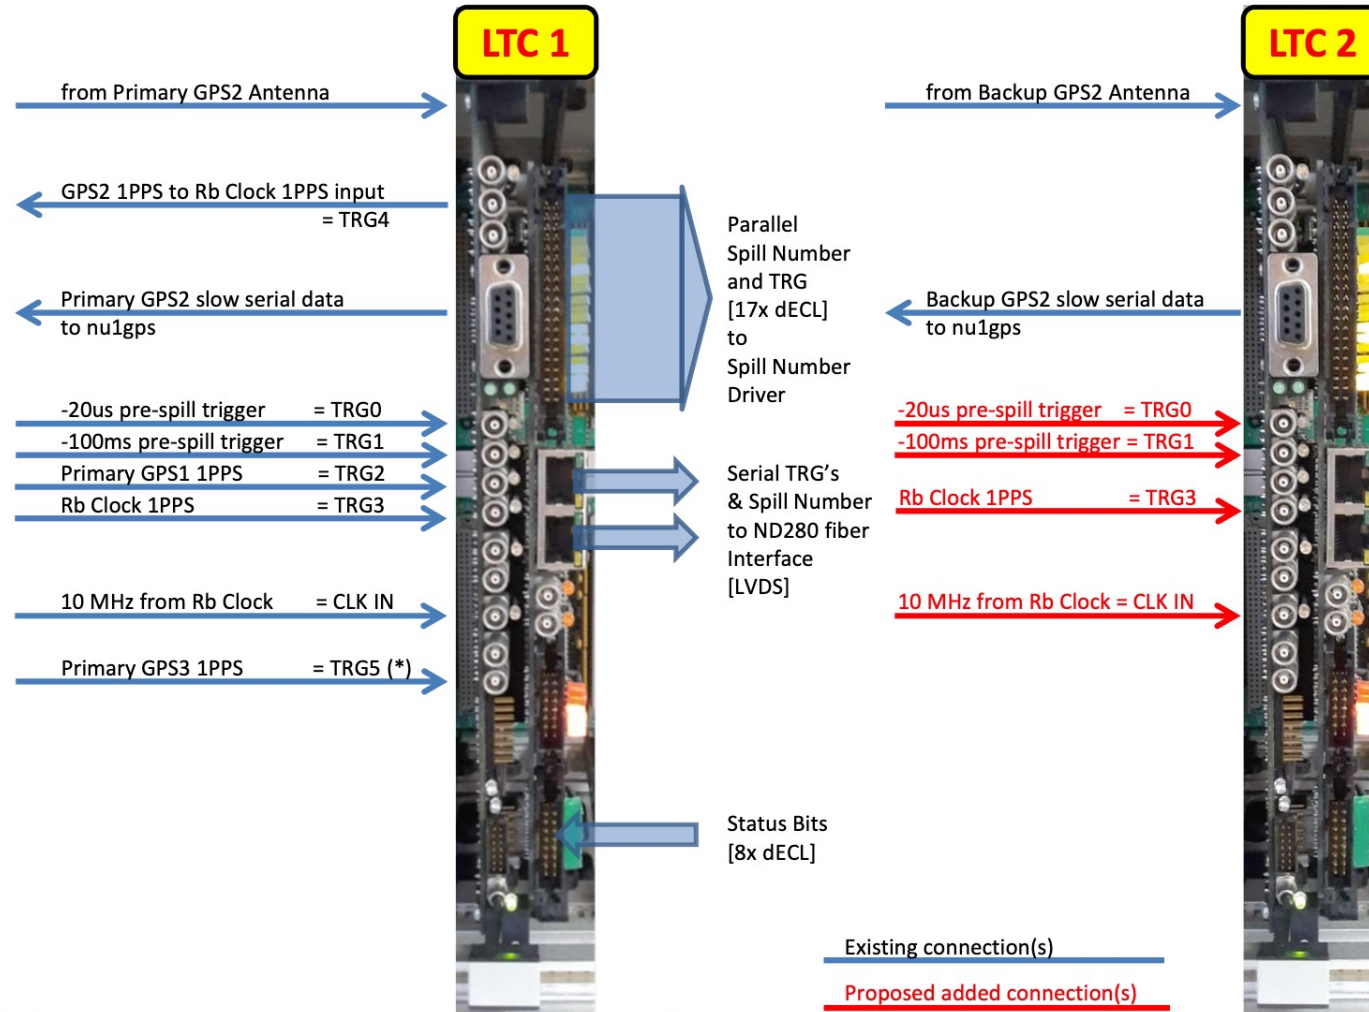 LTC 1
LTC 2
from Primary GPS2 Antenna
from Backup GPS2 Antenna
GPS2 1PPS to Rb Clock 1PPS input
= TRG4
Parallel
Spill Number
and TRG
[17x dECL]
to
Spill Number
Driver
Primary GPS2 slow serial data
to nu1gps
Backup GPS2 slow serial data
to nu1gps
-20us pre-spill trigger = TRG0
-100ms pre-spill trigger = TRG1
Primary GPS1 1PPS = TRG2
Rb Clock 1PPS = TRG3
-20us pre-spill trigger = TRG0
-100ms pre-spill trigger = TRG1
Rb Clock 1PPS = TRG3
Serial TRG's
& Spill Number
to ND280 fiber
Interface
[LVDS]
10 MHz from Rb Clock = CLK IN
10 MHz from Rb Clock = CLK IN
Primary GPS3 1PPS = TRG5 (*)
Status Bits
[8x dECL]
Existing connection(s)
Proposed added connection(s)